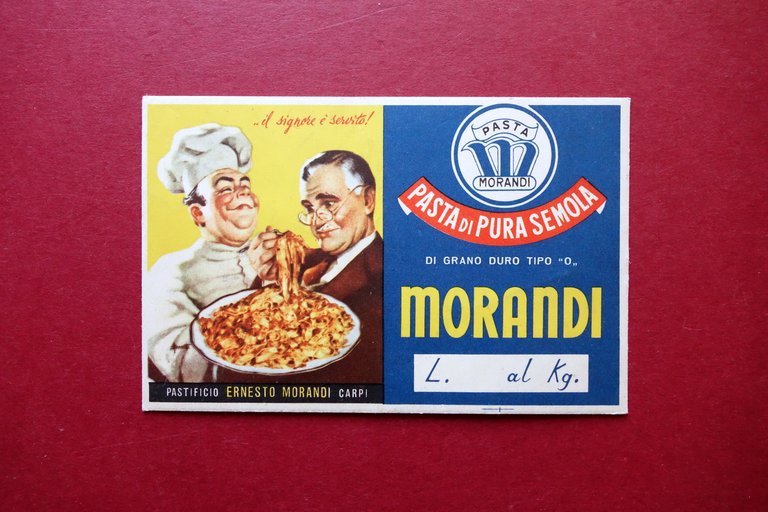 ..il signore è servito!
PASTIFICIO ERNESTO MORANDI CARPI
PASTA
MORANDI
PASTA DI PURA SEMOLA
DI GRANO DURO TIPO "O„
MORANDI
L. al Kg.